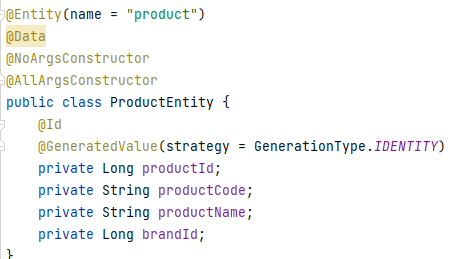 @Entity(name = "product")
@Data
@NoArgsConstructor
@AllArgsConstructor
public class ProductEntity {
    @Id
    @GeneratedValue(strategy = GenerationType.IDENTITY)
    private Long productId;
    private String productCode;
    private String productName;
    private Long brandId;
}